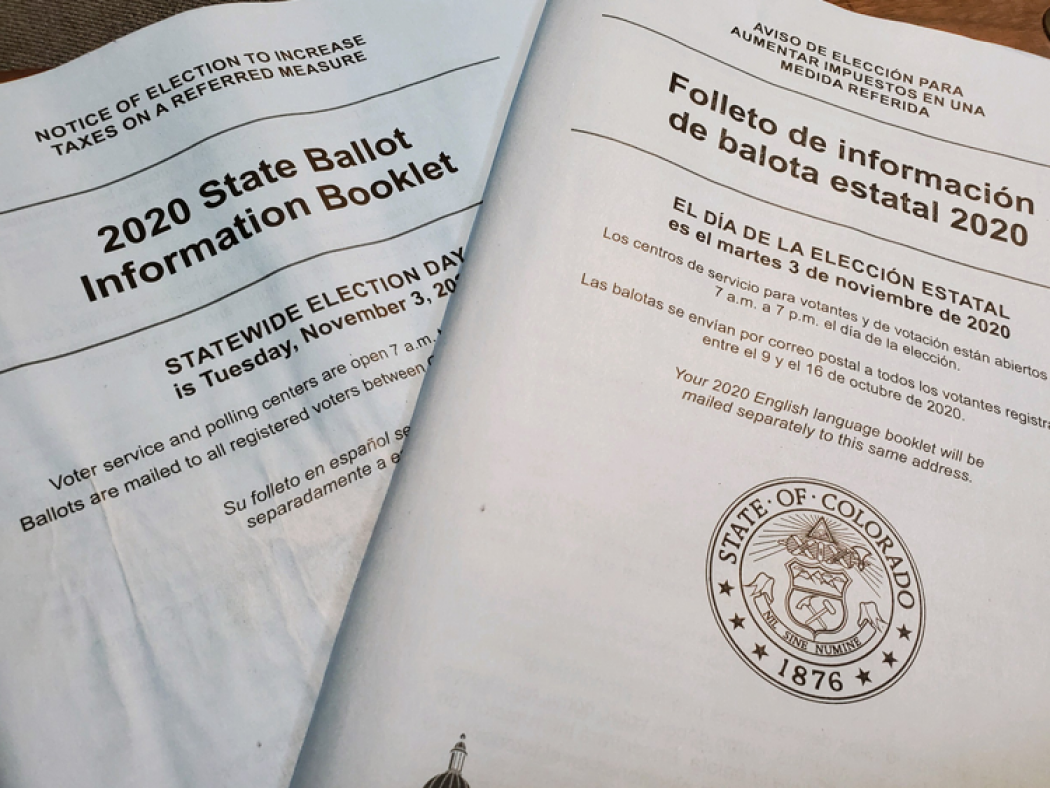 NOTICE OF ELECTION TO INCREASE
TAXES ON A REFERRED MEASURE
2020 State Ballot
Information Booklet
STATEWIDE ELECTION DAY
is Tuesday, November 3,
Voter service and polling centers are open 7 a.m.
Ballots are mailed to all registered voters between
Su folleto en español
separadamente a
AVISO DE ELECCIÓN PARA
AUMENTAR IMPUESTOS EN UNA
MEDIDA REFERIDA
Folleto de información
de balota estatal 2020
EL DÍA DE LA ELECCIÓN ESTATAL
es el martes 3 de noviembre de 2020
Los centros de servicio para votantes y de votación están abiertos
7 a.m. a 7 p.m. el día de la elección.
Las balotas se envían por correo postal a todos los votantes
entre el 9 y el 16 de octubre de 2020.
Your 2020 English language booklet will be
mailed separately to this same address.
STATE·OF·COLORADO
NIL SINE NUMINE
1876